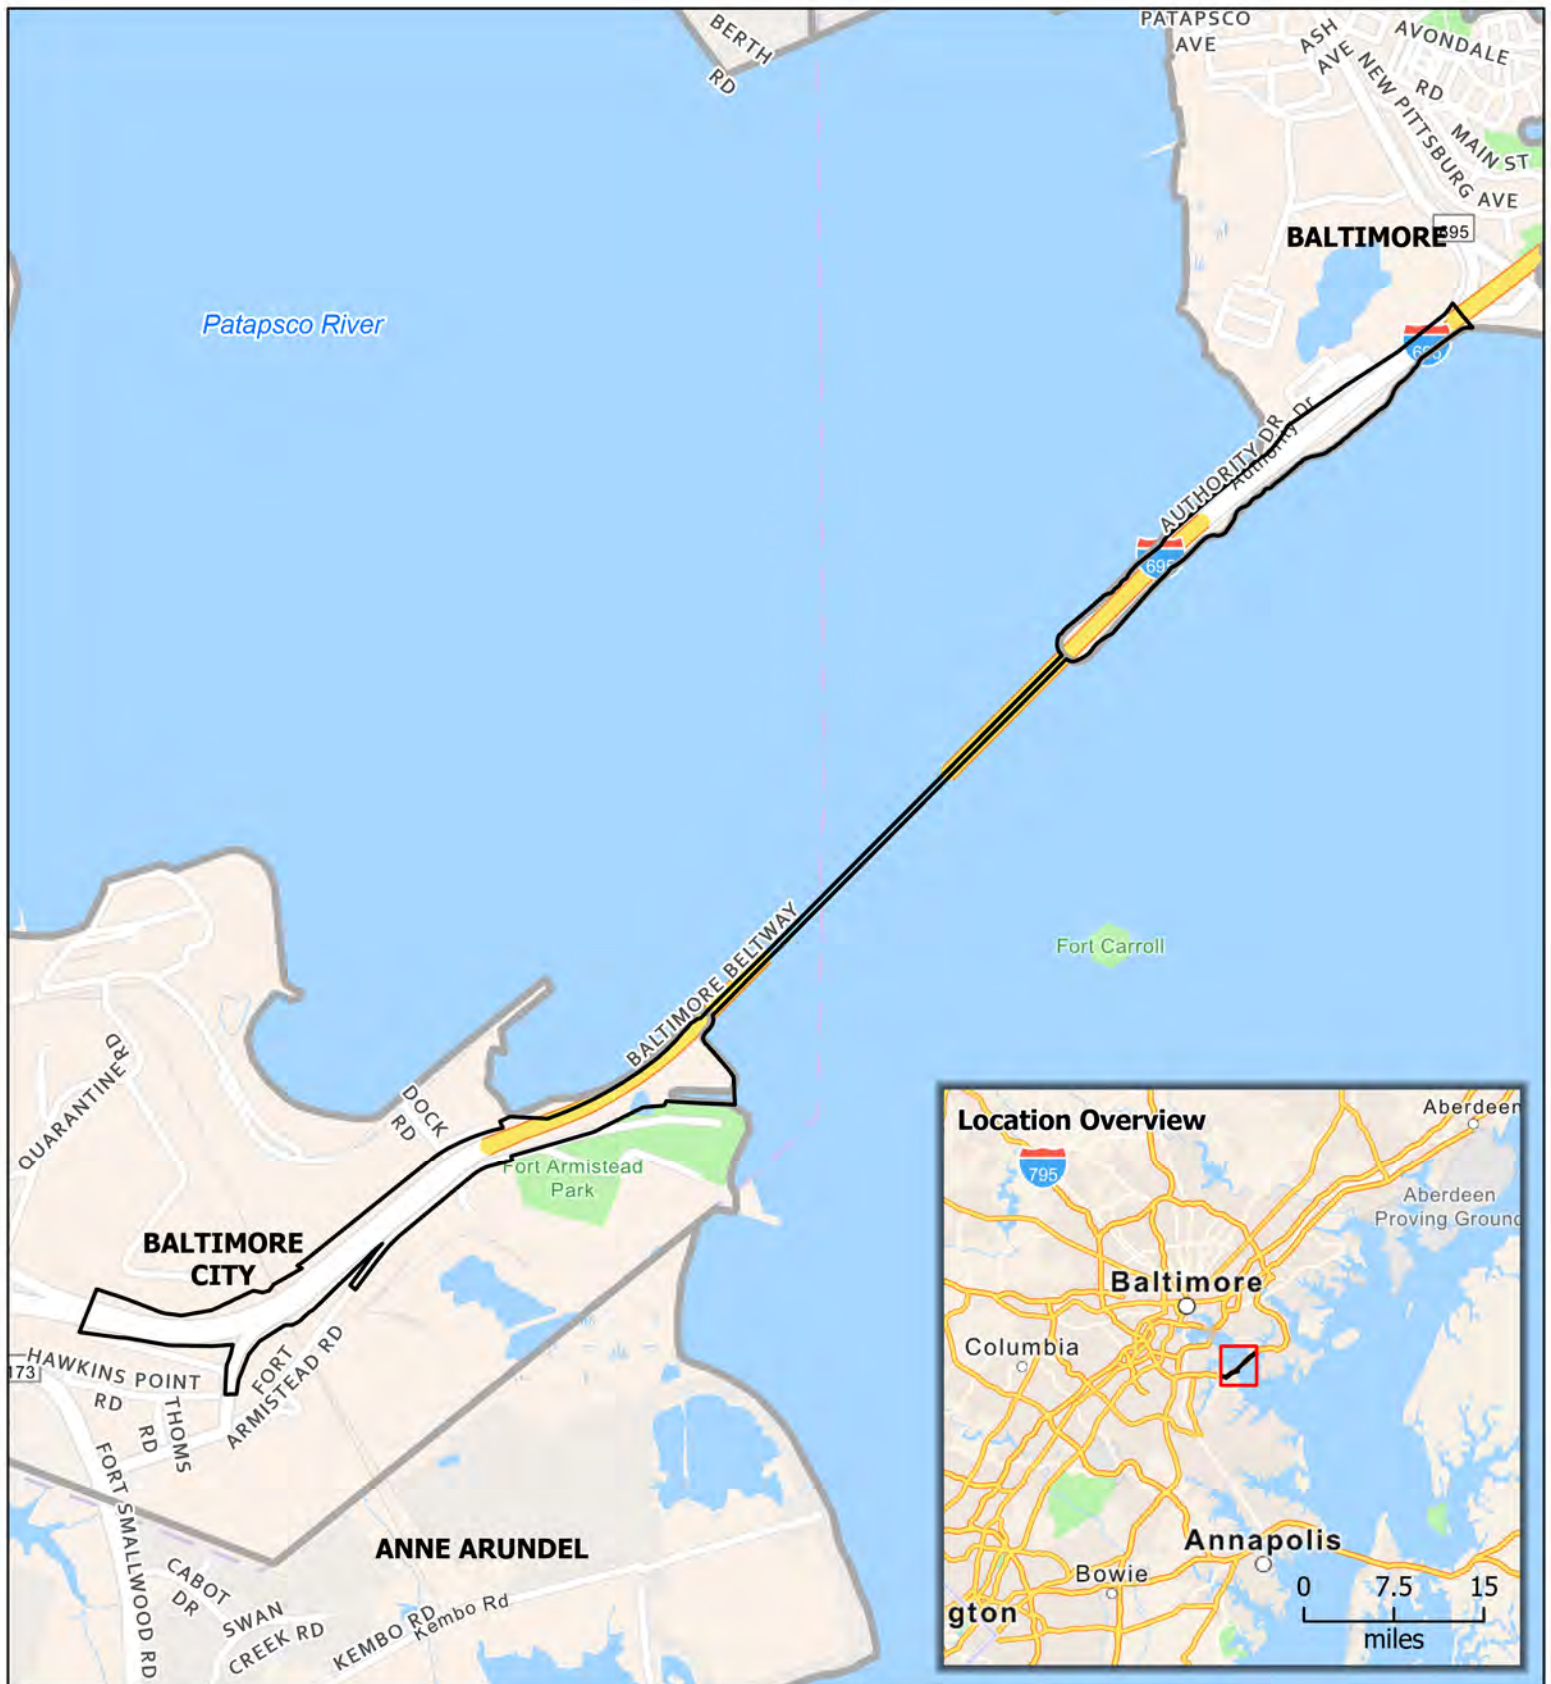 BERTH
RD
PATAPSCO
AVE
ASH
AVE
AVONDALE
RD
NEW PITTSBURG AVE
MAIN ST
BALTIMORE
695
Patapsco River
695
AUTHORITY DR
Authority Dr
695
Fort Carroll
BALTIMORE BELTWAY
QUARANTINE
RD
DOCK
RD
Fort Armistead
Park
BALTIMORE
CITY
173
HAWKINS POINT
RD
THOMS
RD
FORT
ARMISTEAD RD
FORT SMALLWOOD RD
ANNE ARUNDEL
CABOT
DR
SWAN
CREEK RD
KEMBO RD
Kembo Rd
Location Overview
795
Aberdeen
Aberdeen
Proving Ground
Baltimore
Columbia
Annapolis
Bowie
gton
0 7.5 15
miles